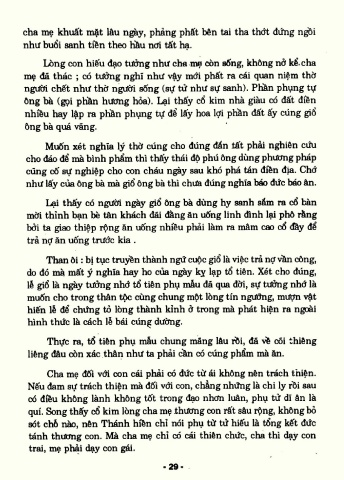 cha mẹ khuất mặt lâu ngày, phảng phất bên tai tha thớt đứng ngồi
như buổi sanh tiền theo hầu nơi tất hạ.
Lòng con hiếu đạo tưởng như cha mẹ còn sống, không nở kể cha
mẹ đã thác ; có tưởng nghĩ như vậy mới phất ra cái quan niệm thờ
người chết như thờ người sống (sự tử như sự sanh). Phần phụng tự
ông bà (gọi phần hương hỏa). Lại thấy cổ kim nhà giàu có đất điền
nhiều hay lập ra phần phụng tự để lấy hoa lợi phần đất ấy cúng giổ
ông bà quá vãng.
Muốn xét nghĩa lý thờ cúng cho đúng đắn tất phải nghiên cứu
cho đáo để mà bình phẩm thì thấy thái độ phú ông dùng phương pháp
củng cố sự nghiệp cho con cháu ngày sau khó phá tán điền địa. Chớ
như lấy của ông bà mà giổ ông bà thì chưa đúng nghĩa báo đức báo ân.
Lại thấy có người ngày giổ ông bà dùng hy sanh sắm ra cổ bàn
mời thỉnh bạn bè tân khách đãi đằng ăn uống linh đình lại phô rằng
bởi ta giao thiệp rộng ăn uống nhiều phải làm ra mâm cao cổ đầy để
trả nợ ăn uống trước kia .
Than ôi : bị tục truyền thành ngữ cuộc giổ là việc trả nợ vần công,
do đó mà mất ý nghĩa hay ho của ngày kỵ lạp tổ tiên. Xét cho đúng,
lễ giổ là ngày tưởng nhớ tổ tiên phụ mẫu đã qua đời, sự tưởng nhớ là
muốn cho trong thân tộc cùng chung một lòng tín ngưỡng, mượn vật
hiến lễ để chứng tỏ lòng thành kính ở trong mà phát hiện ra ngoài
hình thức là cách lễ bái cúng dường.
Thực ra, tổ tiên phụ mẫu chung mãng lâu rồi, đã về cõi thiêng
liêng đâu còn xác thân như ta phải cần có cúng phẩm mà ăn.
Cha mẹ đối với con cái phải có đức từ ái không nên trách thiện.
Nếu đam sự trách thiện mà đối với con, chẳng những là chi ly rồi sau
có điều không lành không tốt trong đạo nhơn luân, phụ tử dĩ ân là
quí. Song thấy cổ kim lòng cha mẹ thương con rất sâu rộng, không bỏ
sót chỗ nào, nên Thánh hiền chỉ nói phụ từ tử hiếu là tổng kết đức
tánh thương con. Mà cha mẹ chỉ có cái thiên chức, cha thì dạy con
trai, mẹ phải dạy con gái.
- 29 -